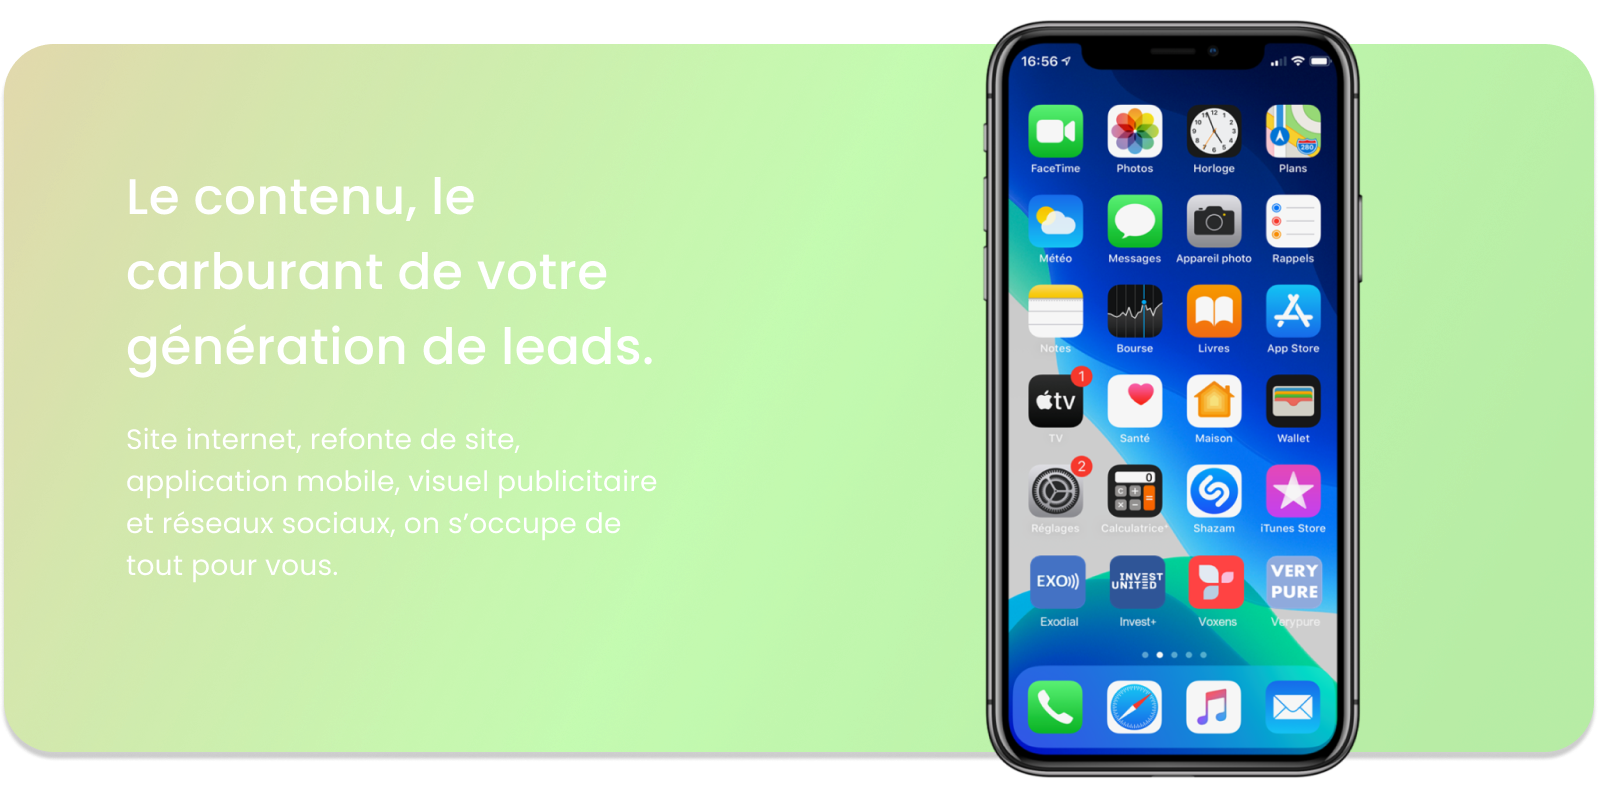 Le contenu, le
carburant de votre
génération de leads.
Site internet, refonte de site,
application mobile, visuel publicitaire
et réseaux sociaux, on s’occupe de
tout pour vous.
16:56
FaceTime Photos Horloge Plans
280
Météo Messages Appareil photo Rappels
Notes Bourse Livres App Store
1
tv
TV Santé Maison Wallet
2
0
Réglages Calculatrice* Shazam iTunes Store
EXO)))
INVEST
UNITED
VERY
PURE
Exodial Invest+ Voxens Verypure